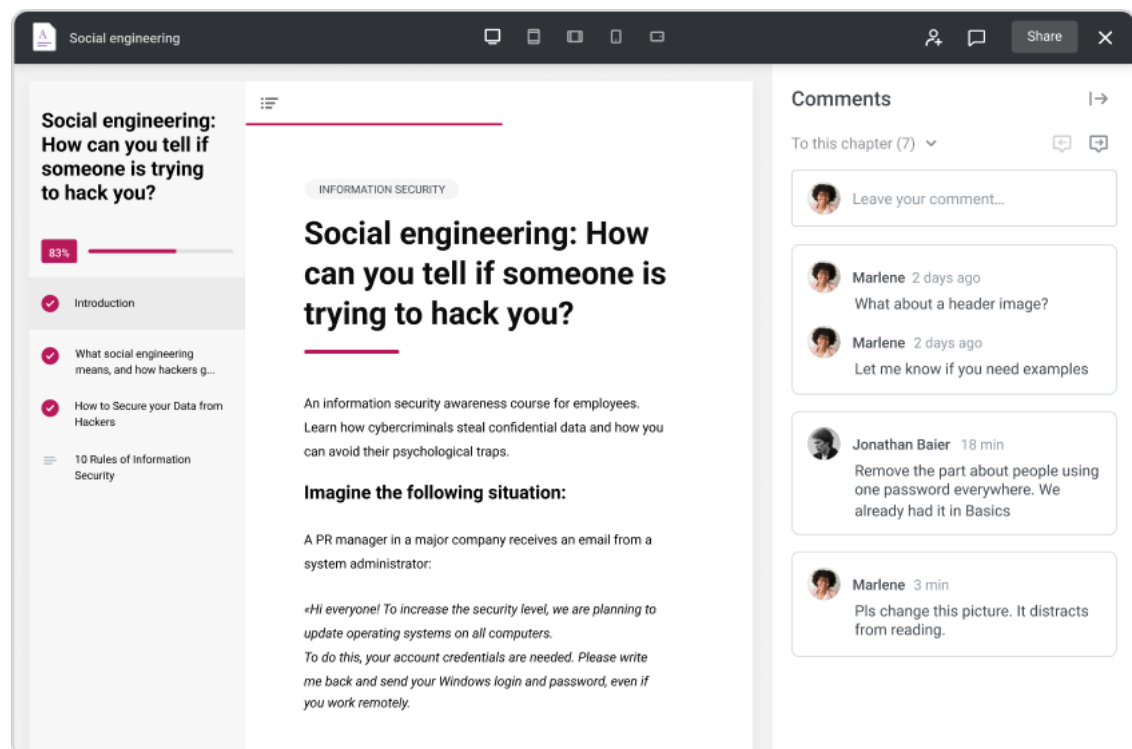 Social engineering
Share
Social engineering:
How can you tell if
someone is trying
to hack you?
83%
Introduction
What social engineering
means, and how hackers g...
How to Secure your Data from
Hackers
10 Rules of Information
Security
INFORMATION SECURITY
Social engineering: How
can you tell if someone is
trying to hack you?
An information security awareness course for employees.
Learn how cybercriminals steal confidential data and how you
can avoid their psychological traps.
Imagine the following situation:
A PR manager in a major company receives an email from a
system administrator:
«Hi everyone! To increase the security level, we are planning to
update operating systems on all computers.
To do this, your account credentials are needed. Please write
me back and send your Windows login and password, even if
you work remotely.
Comments
To this chapter (7)
Leave your comment...
Marlene 2 days ago
What about a header image?
Marlene 2 days ago
Let me know if you need examples
Jonathan Baier 18 min
Remove the part about people using
one password everywhere. We
already had it in Basics
Marlene 3 min
Pls change this picture. It distracts
from reading.